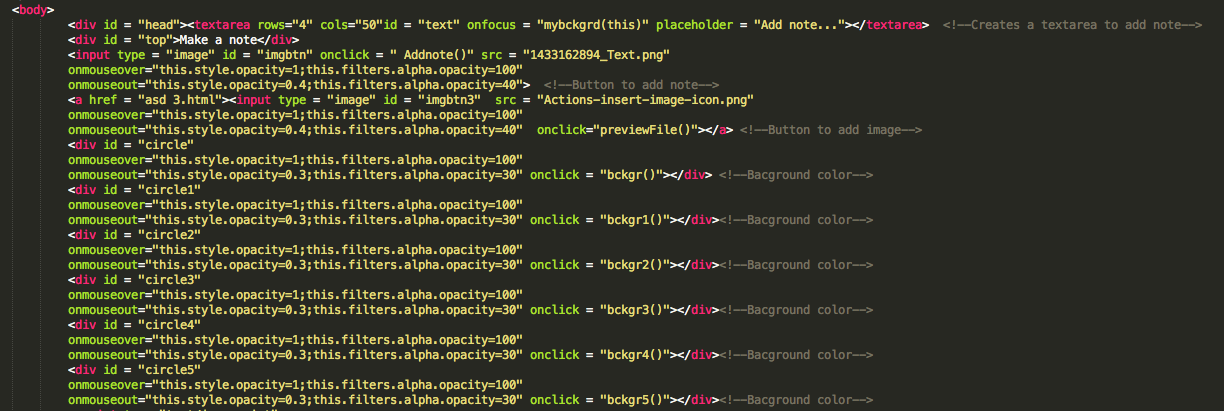 <body>
<div id = "head"><textarea rows="4" cols="50"id = "text" onfocus = "mybckgrd(this)" placeholder = "Add note..."></textarea> <!--Creates a textarea to add note-->
<div id = "top">Make a note</div>
<input type = "image" id = "imgbtn" onclick = " Addnote()" src = "1433162894_Text.png"
onmouseover="this.style.opacity=1;this.filters.alpha.opacity=100"
onmouseout="this.style.opacity=0.4;this.filters.alpha.opacity=40"> <!--Button to add note-->
<a href = "asd 3.html"><input type = "image" id = "imgbtn3" src = "Actions-insert-image-icon.png"
onmouseover="this.style.opacity=1;this.filters.alpha.opacity=100"
onmouseout="this.style.opacity=0.4;this.filters.alpha.opacity=40" onclick="previewFile()"></a> <!--Button to add image-->
<div id = "circle"
onmouseover="this.style.opacity=1;this.filters.alpha.opacity=100"
onmouseout="this.style.opacity=0.3;this.filters.alpha.opacity=30" onclick = "bckgr()"></div> <!--Bacground color-->
<div id = "circle1"
onmouseover="this.style.opacity=1;this.filters.alpha.opacity=100"
onmouseout="this.style.opacity=0.3;this.filters.alpha.opacity=30" onclick = "bckgr1()"></div><!--Bacground color-->
<div id = "circle2"
onmouseover="this.style.opacity=1;this.filters.alpha.opacity=100"
onmouseout="this.style.opacity=0.3;this.filters.alpha.opacity=30" onclick = "bckgr2()"></div><!--Bacground color-->
<div id = "circle3"
onmouseover="this.style.opacity=1;this.filters.alpha.opacity=100"
onmouseout="this.style.opacity=0.3;this.filters.alpha.opacity=30" onclick = "bckgr3()"></div><!--Bacground color-->
<div id = "circle4"
onmouseover="this.style.opacity=1;this.filters.alpha.opacity=100"
onmouseout="this.style.opacity=0.3;this.filters.alpha.opacity=30" onclick = "bckgr4()"></div><!--Bacground color-->
<div id = "circle5"
onmouseover="this.style.opacity=1;this.filters.alpha.opacity=100"
onmouseout="this.style.opacity=0.3;this.filters.alpha.opacity=30" onclick = "bckgr5()"></div><!--Bacground color-->